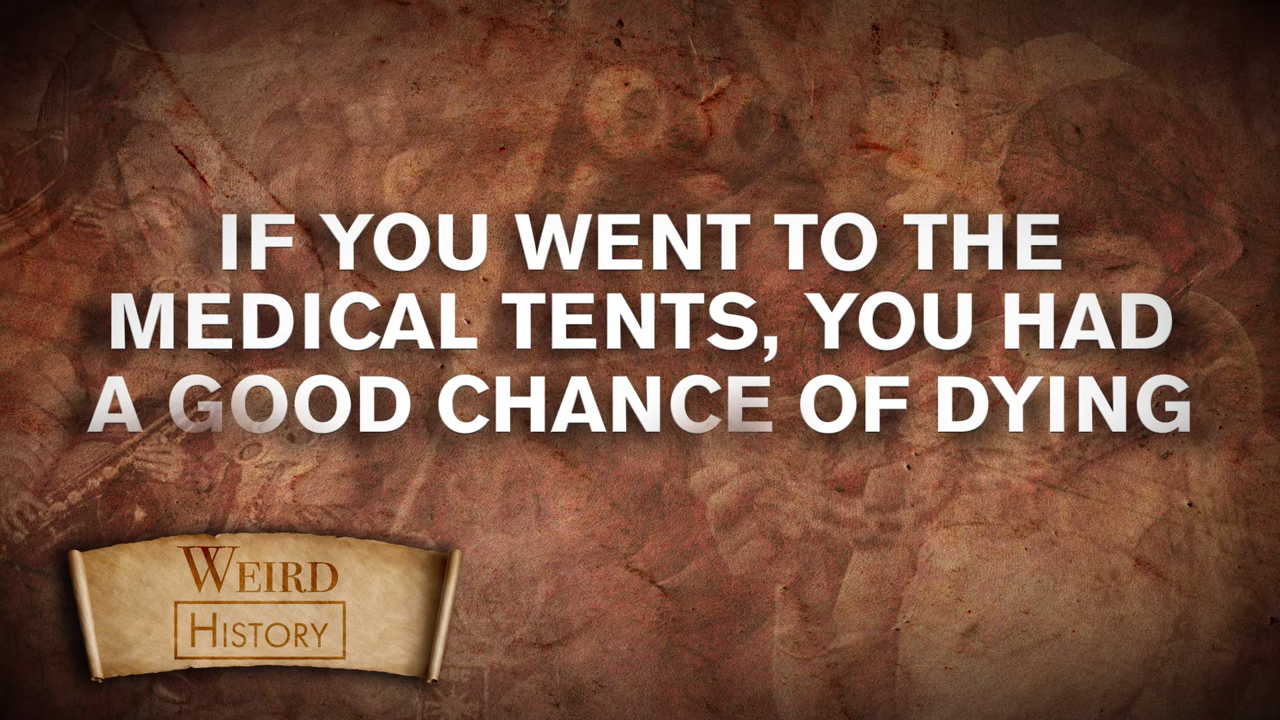 IF YOU WENT TO THE
MEDICAL TENTS, YOU HAD
A GOOD CHANCE OF DYING
WEIRD
HISTORY